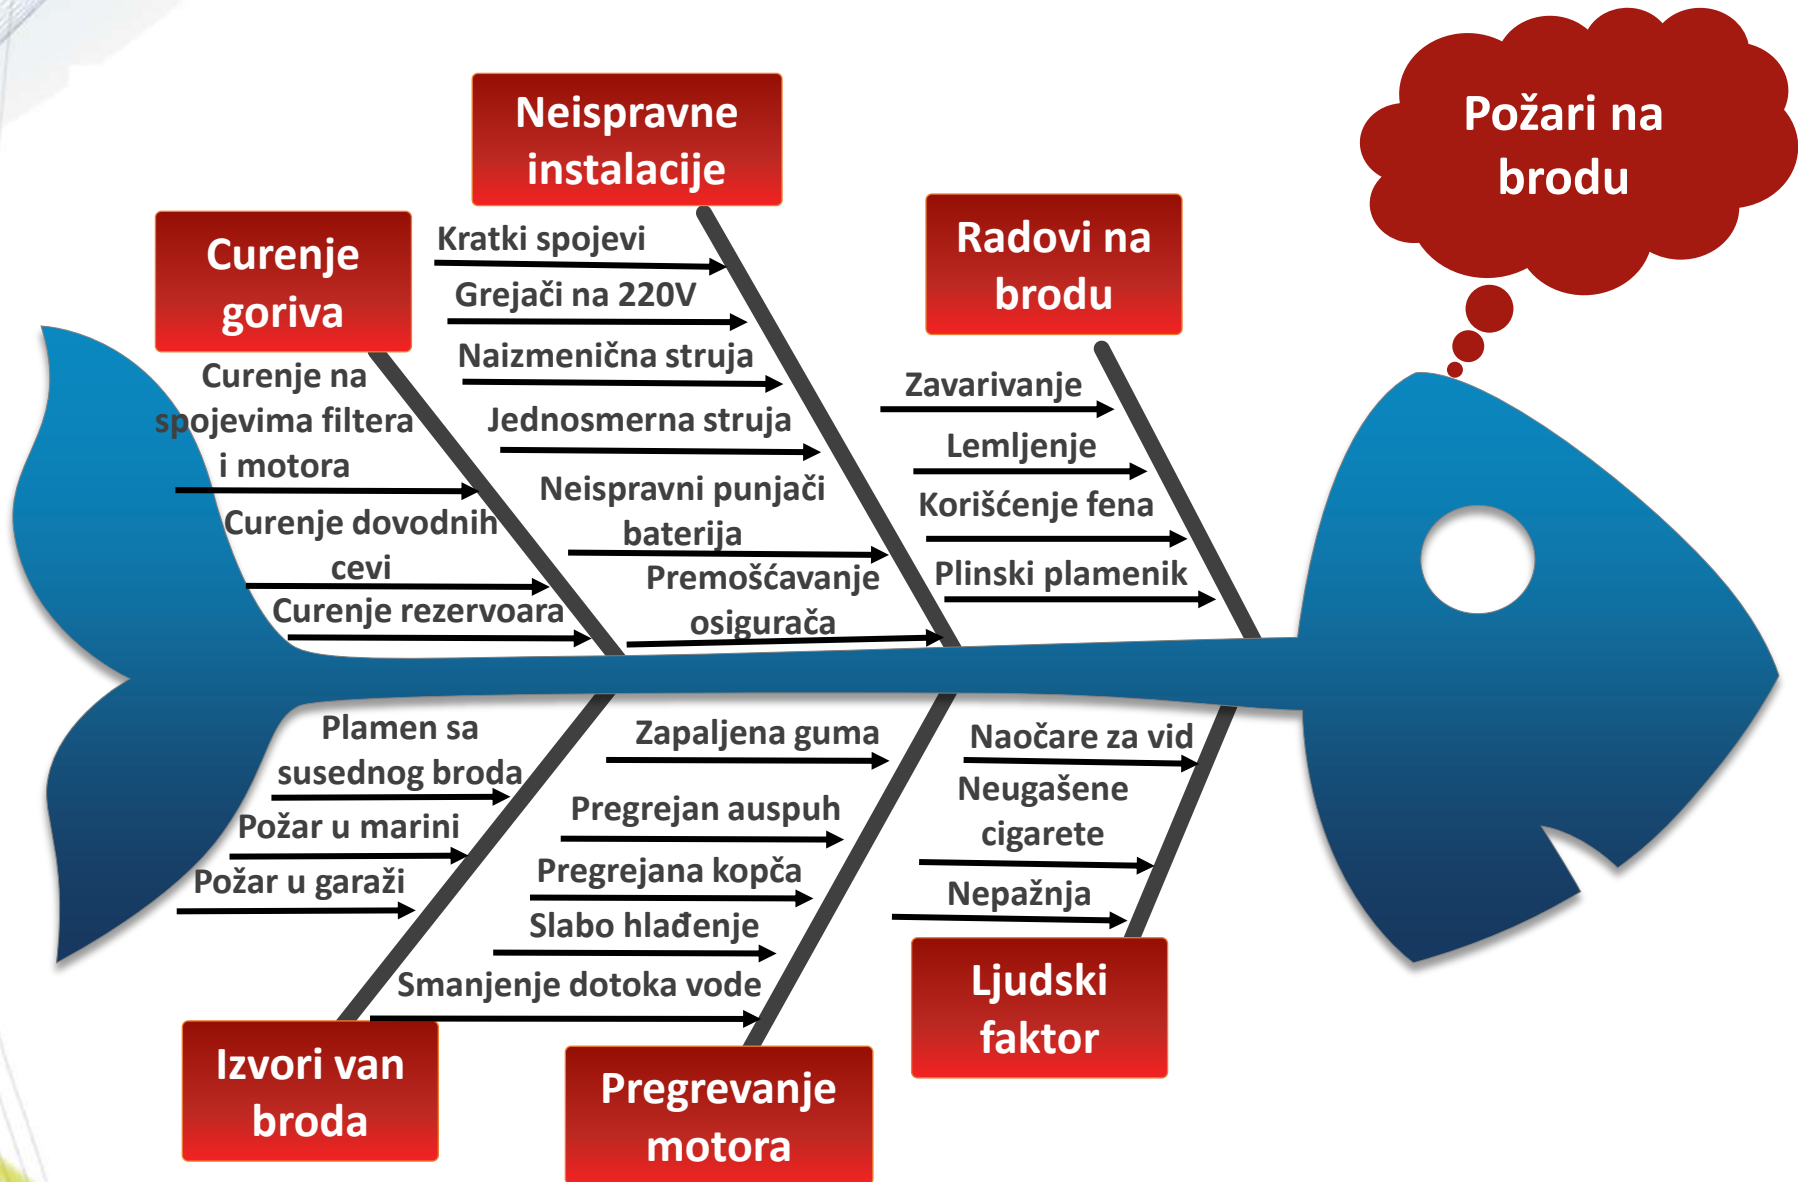 Požari na
brodu
Neispravne
instalacije
Kratki spojevi
Grejači na 220V
Naizmenična struja
Jednosmerna struja
Neispravni punjači
baterija
Premošćavanje
osigurača
Curenje
goriva
Curenje na
spojevima filtera
i motora
Curenje dovodnih
cevi
Curenje rezervoara
Radovi na
brodu
Zavarivanje
Lemljenje
Korišćenje fena
Plinski plamenik
Plamen sa
susednog broda
Požar u marini
Požar u garaži
Izvori van
broda
Zapaljena guma
Pregrejan auspuh
Pregrejana kopča
Slabo hlađenje
Smanjenje dotoka vode
Pregrevanje
motora
Naočare za vid
Neugašene
cigarete
Nepažnja
Ljudski
faktor